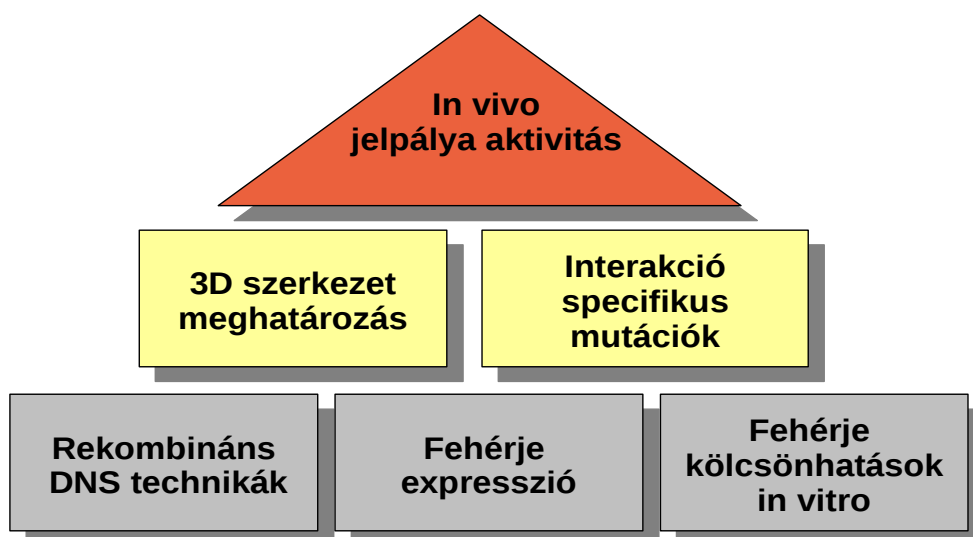 In vivo
jelpálya aktivitás
3D szerkezet
meghatározás
Interakció
specifikus
mutációk
Rekombináns
DNS technikák
Fehérje
expresszió
Fehérje
kölcsönhatások
in vitro